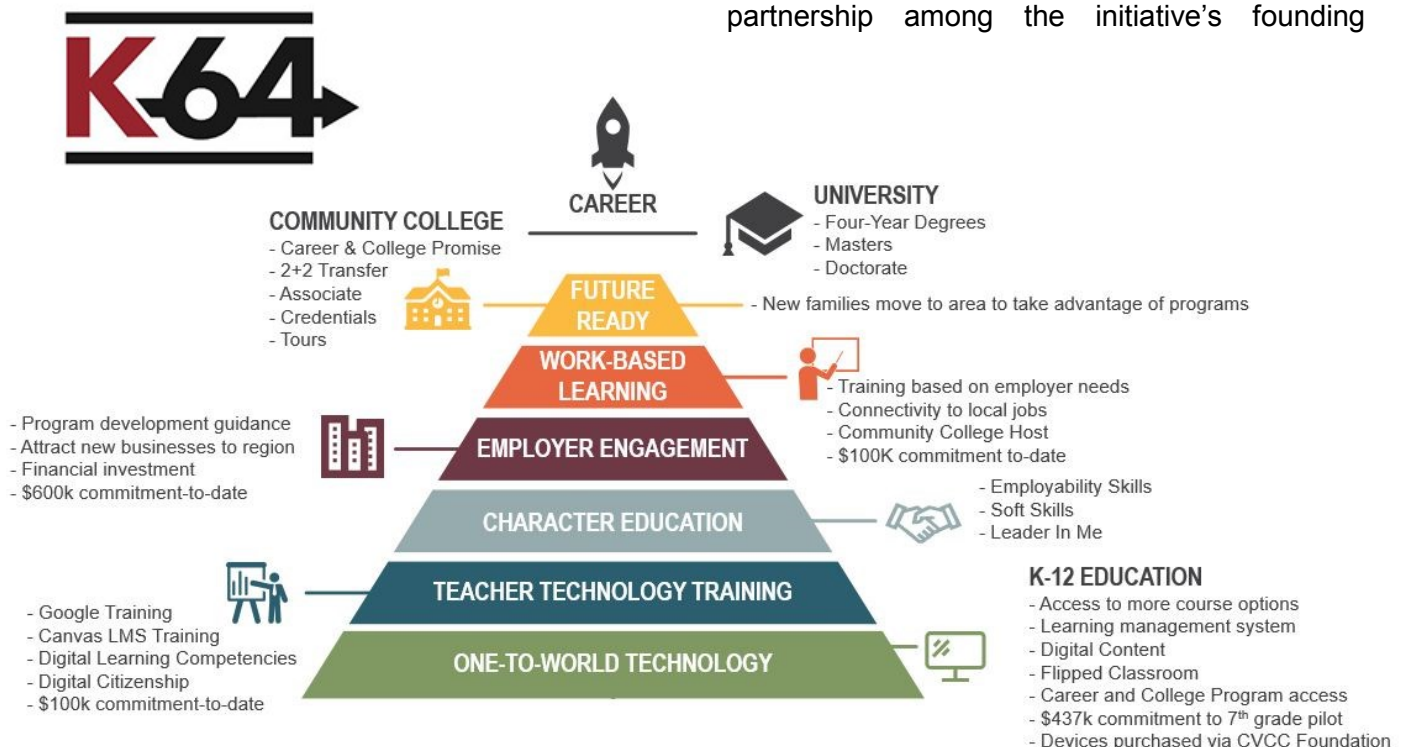 partnership among the initiative's founding
K-64
CAREER
COMMUNITY COLLEGE
- Career & College Promise
- 2+2 Transfer
- Associate
- Credentials
- Tours
UNIVERSITY
- Four-Year Degrees
- Masters
- Doctorate
FUTURE
READY
- New families move to area to take advantage of programs
WORK-BASED
LEARNING
- Training based on employer needs
- Connectivity to local jobs
- Community College Host
- $100K commitment to-date
- Program development guidance
- Attract new businesses to region
- Financial investment
- $600k commitment-to-date
EMPLOYER ENGAGEMENT
CHARACTER EDUCATION
- Employability Skills
- Soft Skills
- Leader In Me
TEACHER TECHNOLOGY TRAINING
- Google Training
- Canvas LMS Training
- Digital Learning Competencies
- Digital Citizenship
- $100k commitment-to-date
ONE-TO-WORLD TECHNOLOGY
K-12 EDUCATION
- Access to more course options
- Learning management system
- Digital Content
- Flipped Classroom
- Career and College Program access
- $437k commitment to 7th grade pilot
- Devices purchased via CVCC Foundation